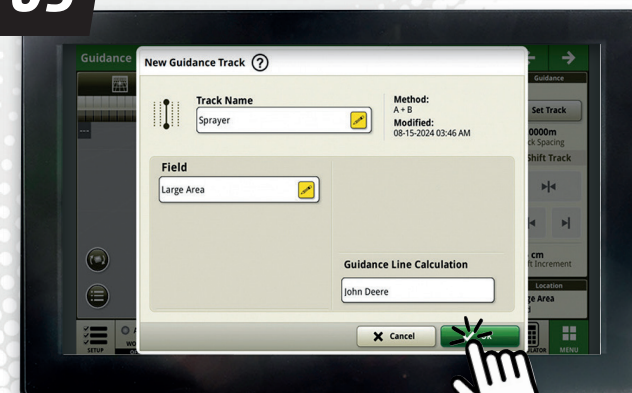 Guidance
New Guidance Track ?
Guidance
Track Name
Sprayer
Method:
A + B
Modified:
08-15-2024 03:46 AM
Set Track
0000m
ck Spacing
Shift Track
Field
Large Area
cm
ft Increment
Guidance Line Calculation
John Deere
Location
ge Area
Cancel
SETUP
WO
ULATOR
MENU